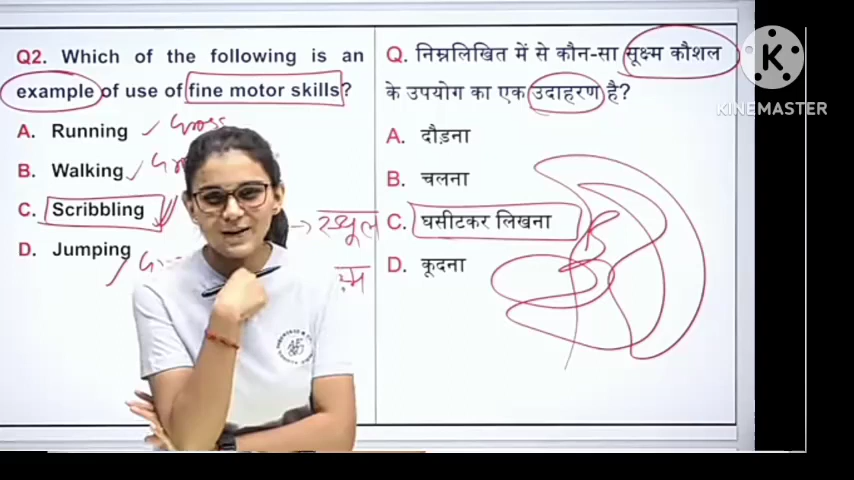 Q2. Which of the following is an
example of use of fine motor skills?
A. Running Gross
B. Walking
C. Scribbling
D. Jumping
स्थूल
Q. निम्नलिखित में से कौन-सा सूक्ष्म कौशल
के उपयोग का एक उदाहरण है?
A. दौड़ना
B. चलना
C. घसीटकर लिखना
D. कूदना
K
KINEMASTER